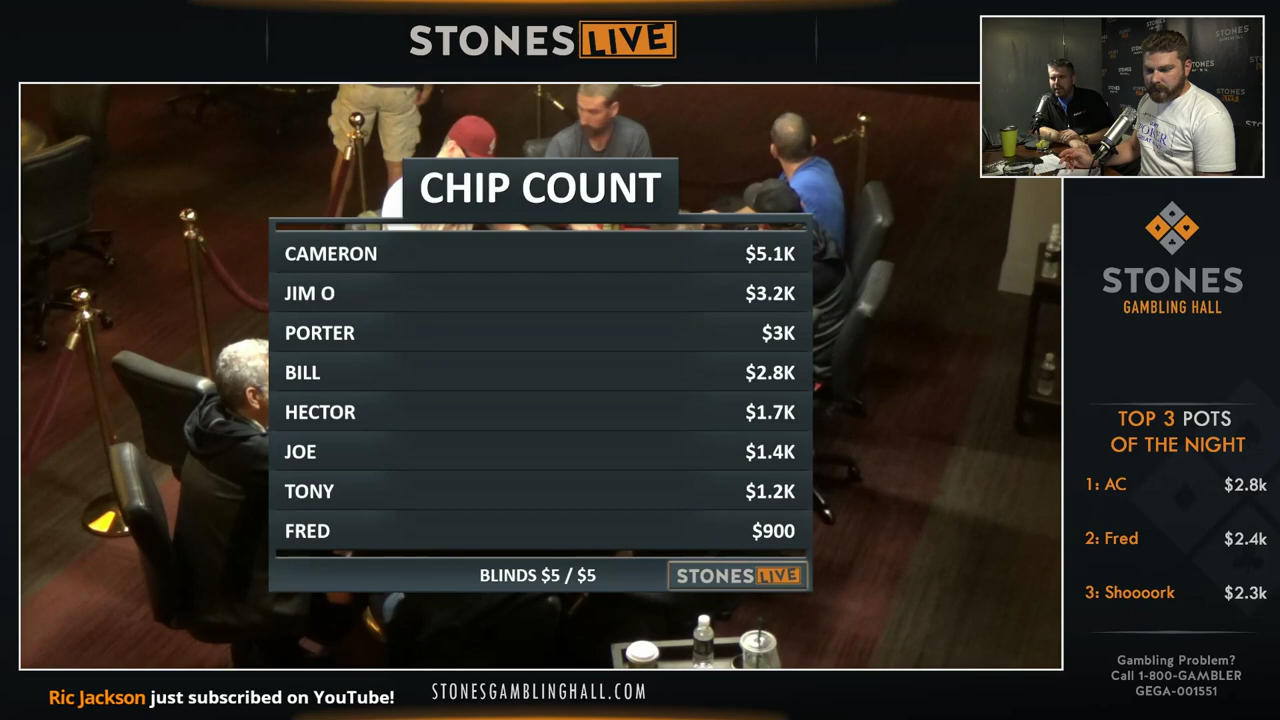 STONES LIVE
CHIP COUNT
CAMERON $5.1K
JIM O $3.2K
PORTER $3K
BILL $2.8K
HECTOR $1.7K
JOE $1.4K
TONY $1.2K
FRED $900
BLINDS $5 / $5 STONES LIVE
STONES
GAMBLING HALL
TOP 3 POTS
OF THE NIGHT
1: AC $2.8k
2: Fred $2.4k
3: Shoooork $2.3k
Gambling Problem?
Call 1-800-GAMBLER
GEGA-001551
Ric Jackson just subscribed on YouTube!
STONESGAMBLINGHALL.COM